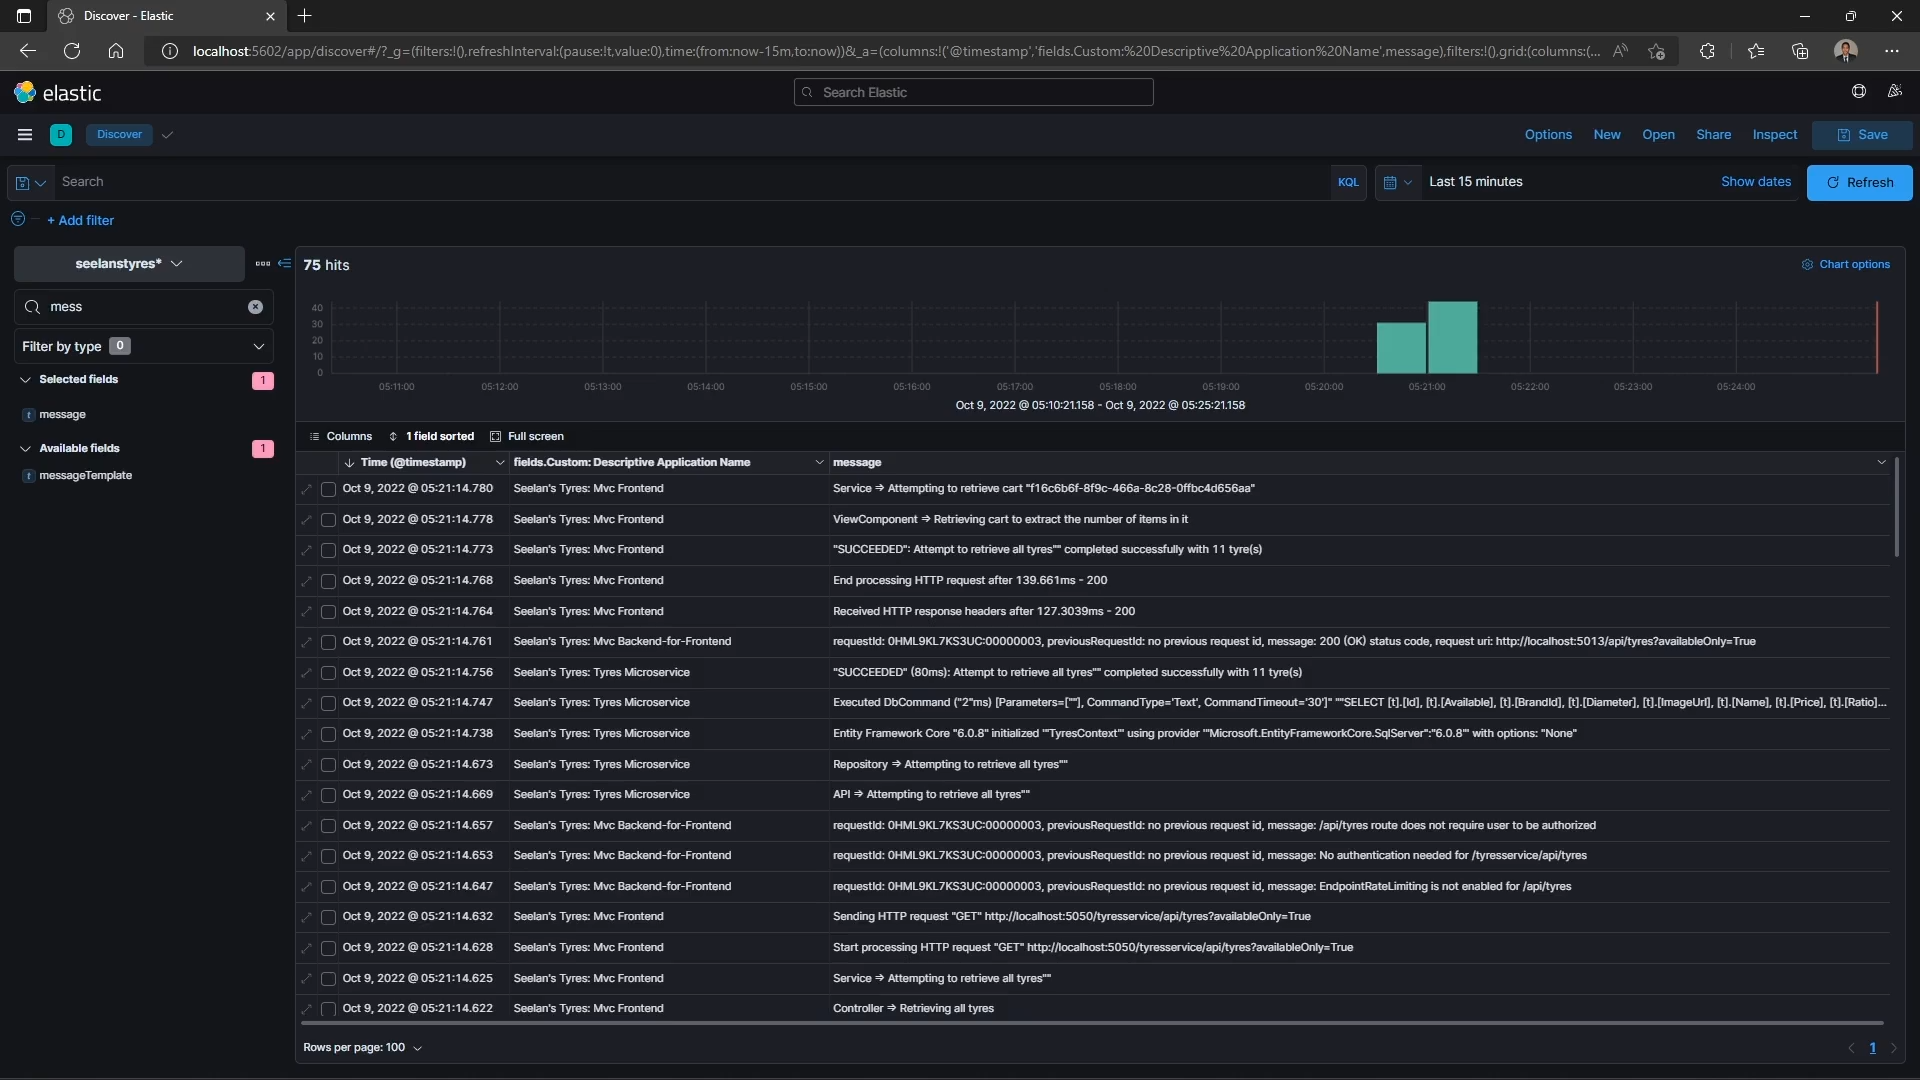 Discover - Elastic
localhost:5602/app/discover#/?_g=(filters:!(),refreshInterval:(pause:!t,value:0),time:(from:now-15m,to:now))&_a=(columns:!('@timestamp','fields.Custom:%20Descriptive%20Application%20Name',message),filters:!(),grid:(columns:(...
elastic
Search Elastic
D
Discover
Options
New
Open
Share
Inspect
Save
Search
KQL
Last 15 minutes
Show dates
Refresh
+ Add filter
seelanstyres*
75 hits
Chart options
mess
Filter by type 0
Selected fields 1
message
Available fields 1
messageTemplate
40
30
20
10
0
05:11:00 05:12:00 05:13:00 05:14:00 05:15:00 05:16:00 05:17:00 05:18:00 05:19:00 05:20:00 05:21:00 05:22:00 05:23:00 05:24:00
Oct 9, 2022 @ 05:10:21.158 - Oct 9, 2022 @ 05:25:21.158
Columns 1 field sorted Full screen
Time (@timestamp) fields.Custom: Descriptive Application Name message
Oct 9, 2022 @ 05:21:14.780 Seelan's Tyres: Mvc Frontend Service => Attempting to retrieve cart "f16c6b6f-8f9c-466a-8c28-0ffbc4d656aa"
Oct 9, 2022 @ 05:21:14.778 Seelan's Tyres: Mvc Frontend ViewComponent => Retrieving cart to extract the number of items in it
Oct 9, 2022 @ 05:21:14.773 Seelan's Tyres: Mvc Frontend "SUCCEEDED": Attempt to retrieve all tyres"" completed successfully with 11 tyre(s)
Oct 9, 2022 @ 05:21:14.768 Seelan's Tyres: Mvc Frontend End processing HTTP request after 139.661ms - 200
Oct 9, 2022 @ 05:21:14.764 Seelan's Tyres: Mvc Frontend Received HTTP response headers after 127.3039ms - 200
Oct 9, 2022 @ 05:21:14.761 Seelan's Tyres: Mvc Backend-for-Frontend requestId: 0HML9KL7KS3UC:00000003, previousRequestId: no previous request id, message: 200 (OK) status code, request uri: http://localhost:5013/api/tyres?availableOnly=True
Oct 9, 2022 @ 05:21:14.756 Seelan's Tyres: Tyres Microservice "SUCCEEDED" (80ms): Attempt to retrieve all tyres"" completed successfully with 11 tyre(s)
Oct 9, 2022 @ 05:21:14.747 Seelan's Tyres: Tyres Microservice Executed DbCommand ("2"ms) [Parameters=[""], CommandType='Text', CommandTimeout='30']" ""SELECT [t].[Id], [t].[Available], [t].[BrandId], [t].[Diameter], [t].[ImageUrl], [t].[Name], [t].[Price], [t].[Ratio]...
Oct 9, 2022 @ 05:21:14.738 Seelan's Tyres: Tyres Microservice Entity Framework Core "6.0.8" initialized '"TyresContext"' using provider '"Microsoft.EntityFrameworkCore.SqlServer":"6.0.8"' with options: "None"
Oct 9, 2022 @ 05:21:14.673 Seelan's Tyres: Tyres Microservice Repository => Attempting to retrieve all tyres""
Oct 9, 2022 @ 05:21:14.669 Seelan's Tyres: Tyres Microservice API => Attempting to retrieve all tyres""
Oct 9, 2022 @ 05:21:14.657 Seelan's Tyres: Mvc Backend-for-Frontend requestId: 0HML9KL7KS3UC:00000003, previousRequestId: no previous request id, message: /api/tyres route does not require user to be authorized
Oct 9, 2022 @ 05:21:14.653 Seelan's Tyres: Mvc Backend-for-Frontend requestId: 0HML9KL7KS3UC:00000003, previousRequestId: no previous request id, message: No authentication needed for /tyresservice/api/tyres
Oct 9, 2022 @ 05:21:14.647 Seelan's Tyres: Mvc Backend-for-Frontend requestId: 0HML9KL7KS3UC:00000003, previousRequestId: no previous request id, message: EndpointRateLimiting is not enabled for /api/tyres
Oct 9, 2022 @ 05:21:14.632 Seelan's Tyres: Mvc Frontend Sending HTTP request "GET" http://localhost:5050/tyresservice/api/tyres?availableOnly=True
Oct 9, 2022 @ 05:21:14.628 Seelan's Tyres: Mvc Frontend Start processing HTTP request "GET" http://localhost:5050/tyresservice/api/tyres?availableOnly=True
Oct 9, 2022 @ 05:21:14.625 Seelan's Tyres: Mvc Frontend Service => Attempting to retrieve all tyres""
Oct 9, 2022 @ 05:21:14.622 Seelan's Tyres: Mvc Frontend Controller => Retrieving all tyres
Rows per page: 100
1